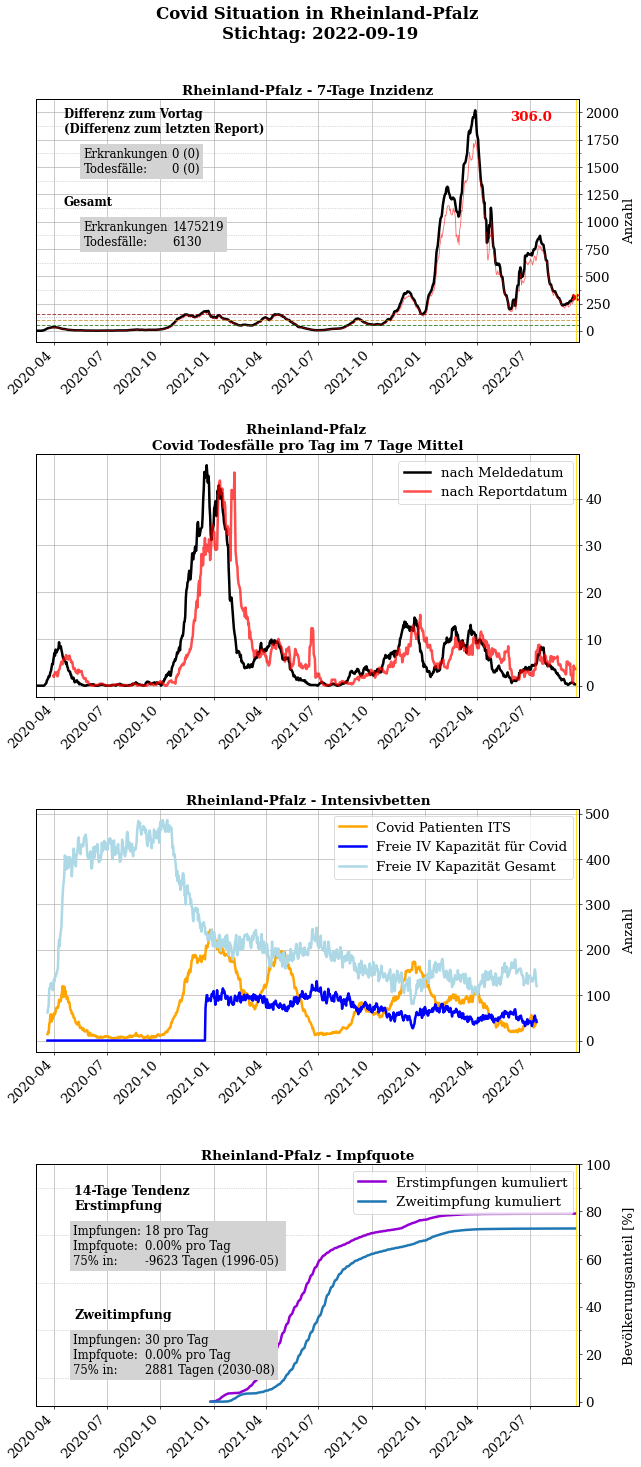 Covid Situation in Rheinland-Pfalz
Stichtag: 2022-09-19
Rheinland-Pfalz - 7-Tage Inzidenz
Differenz zum Vortag
(Differenz zum letzten Report)
Erkrankungen 0 (0)
Todesfälle: 0 (0)
Gesamt
Erkrankungen 1475219
Todesfälle: 6130
306.0
2000
1750
1500
1250
1000
750
500
250
0
Anzahl
2020-04 2020-07 2020-10 2021-01 2021-04 2021-07 2021-10 2022-01 2022-04 2022-07
Rheinland-Pfalz
Covid Todesfälle pro Tag im 7 Tage Mittel
nach Meldedatum
nach Reportdatum
40
30
20
10
0
2020-04 2020-07 2020-10 2021-01 2021-04 2021-07 2021-10 2022-01 2022-04 2022-07
Rheinland-Pfalz - Intensivbetten
Covid Patienten ITS
Freie IV Kapazität für Covid
Freie IV Kapazität Gesamt
500
400
300
200
100
0
Anzahl
2020-04 2020-07 2020-10 2021-01 2021-04 2021-07 2021-10 2022-01 2022-04 2022-07
Rheinland-Pfalz - Impfquote
14-Tage Tendenz
Erstimpfung
Impfungen: 18 pro Tag
Impfquote: 0.00% pro Tag
75% in: -9623 Tagen (1996-05)
Zweitimpfung
Impfungen: 30 pro Tag
Impfquote: 0.00% pro Tag
75% in: 2881 Tagen (2030-08)
Erstimpfungen kumuliert
Zweitimpfung kumuliert
100
80
60
40
20
0
Bevölkerungsanteil [%]
2020-04 2020-07 2020-10 2021-01 2021-04 2021-07 2021-10 2022-01 2022-04 2022-07